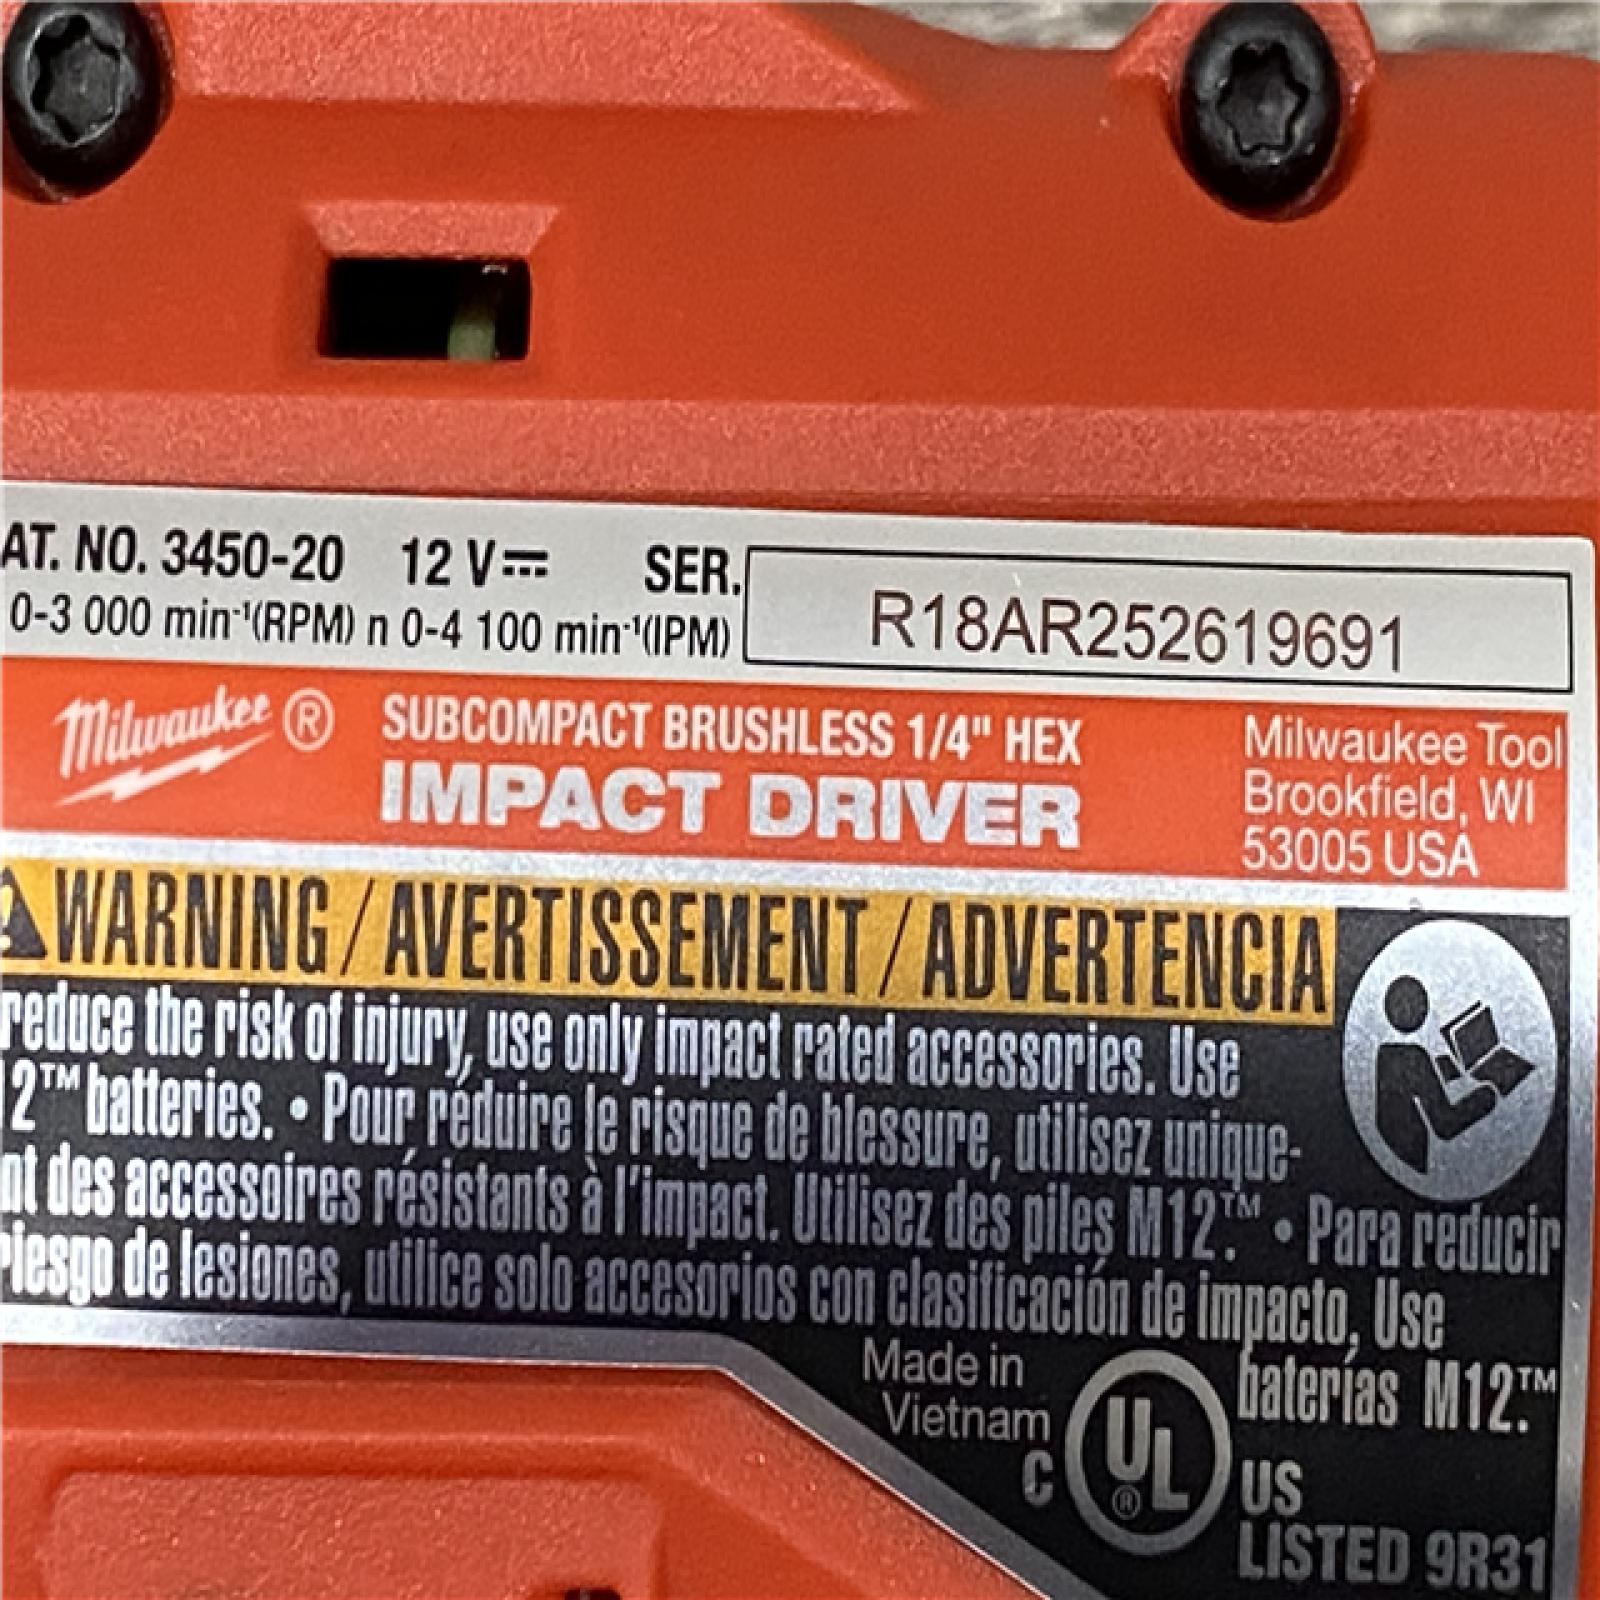 AT. NO. 3450-20 12 V SER. R18AR252619691
0-3 000 min-1(RPM) n 0-4 100 min-1(IPM)
Milwaukee ®
SUBCOMPACT BRUSHLESS 1/4" HEX
IMPACT DRIVER
Milwaukee Tool
Brookfield, WI
53005 USA
WARNING / AVERTISSEMENT / ADVERTENCIA
reduce the risk of injury, use only impact rated accessories. Use
12™ batteries. • Pour réduire le risque de blessure, utilisez unique-
nt des accessoires résistants à l'impact. Utilisez des piles M12™. • Para reducir
riesgo de lesiones, utilice solo accesorios con clasificación de impacto, Use
baterías M12™.
Made in
Vietnam
C UL ® US
LISTED 9R31